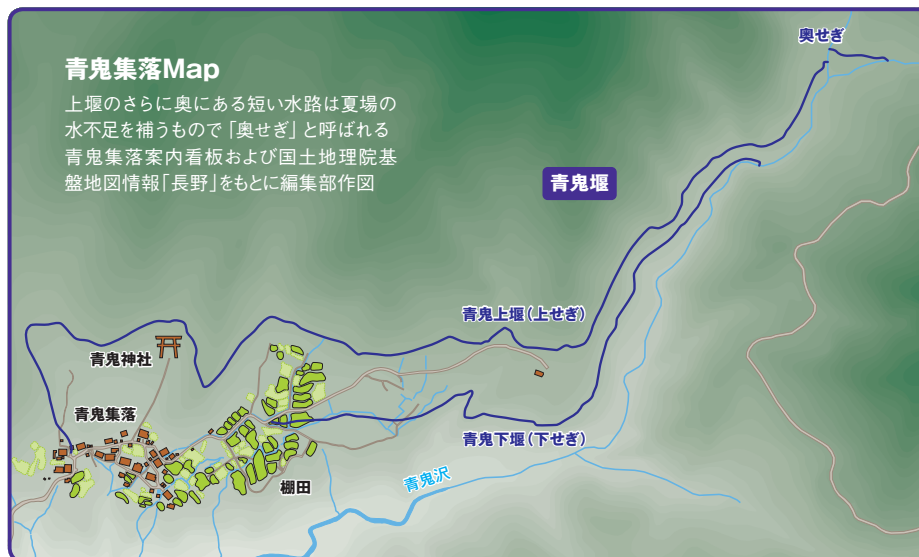 青鬼集落Map
上堰のさらに奥にある短い水路は夏場の
水不足を補うもので「奥せぎ」と呼ばれる
青鬼集落案内看板および国土地理院基
盤地図情報「長野」をもとに編集部作図
奥せぎ
青鬼堰
青鬼上堰(上せぎ)
青鬼神社
青鬼集落
青鬼下堰(下せぎ)
棚田
青鬼沢